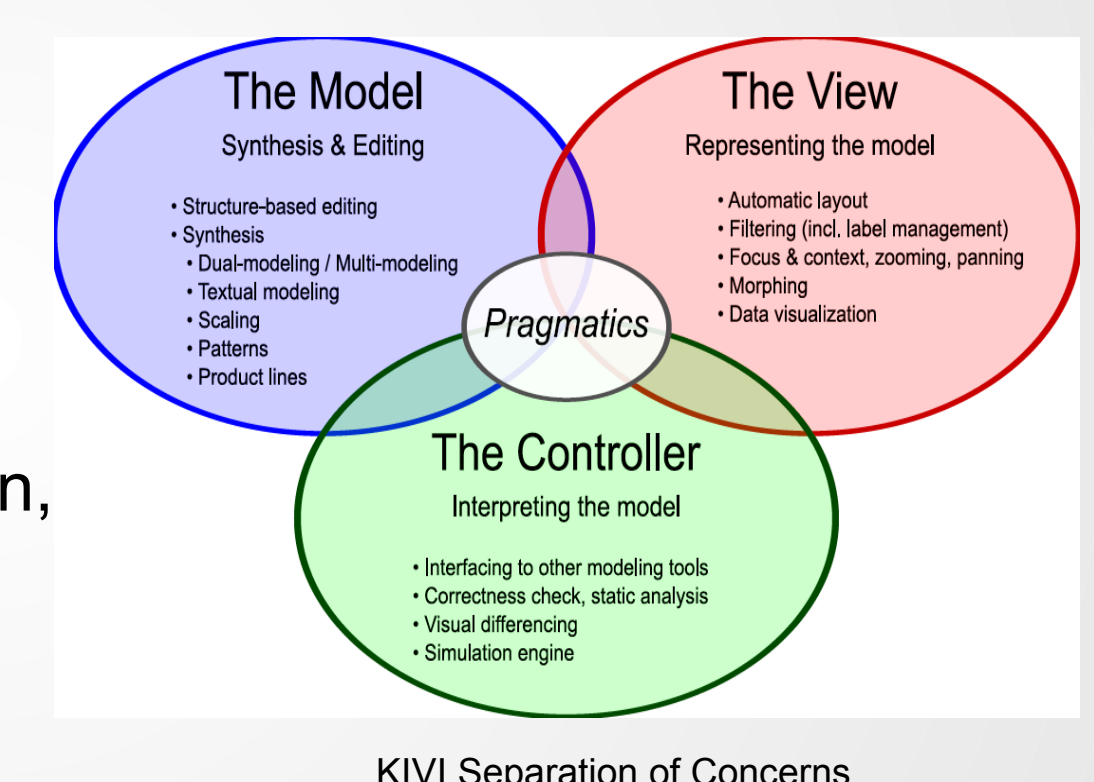 The Model
Synthesis & Editing
• Structure-based editing
• Synthesis
• Dual-modeling / Multi-modeling
• Textual modeling
• Scaling
• Patterns
• Product lines
The View
Representing the model
• Automatic layout
• Filtering (incl. label management)
• Focus & context, zooming, panning
• Morphing
• Data visualization
Pragmatics
n,
The Controller
Interpreting the model
• Interfacing to other modeling tools
• Correctness check, static analysis
• Visual differencing
• Simulation engine
KIVI Separation of Concerns